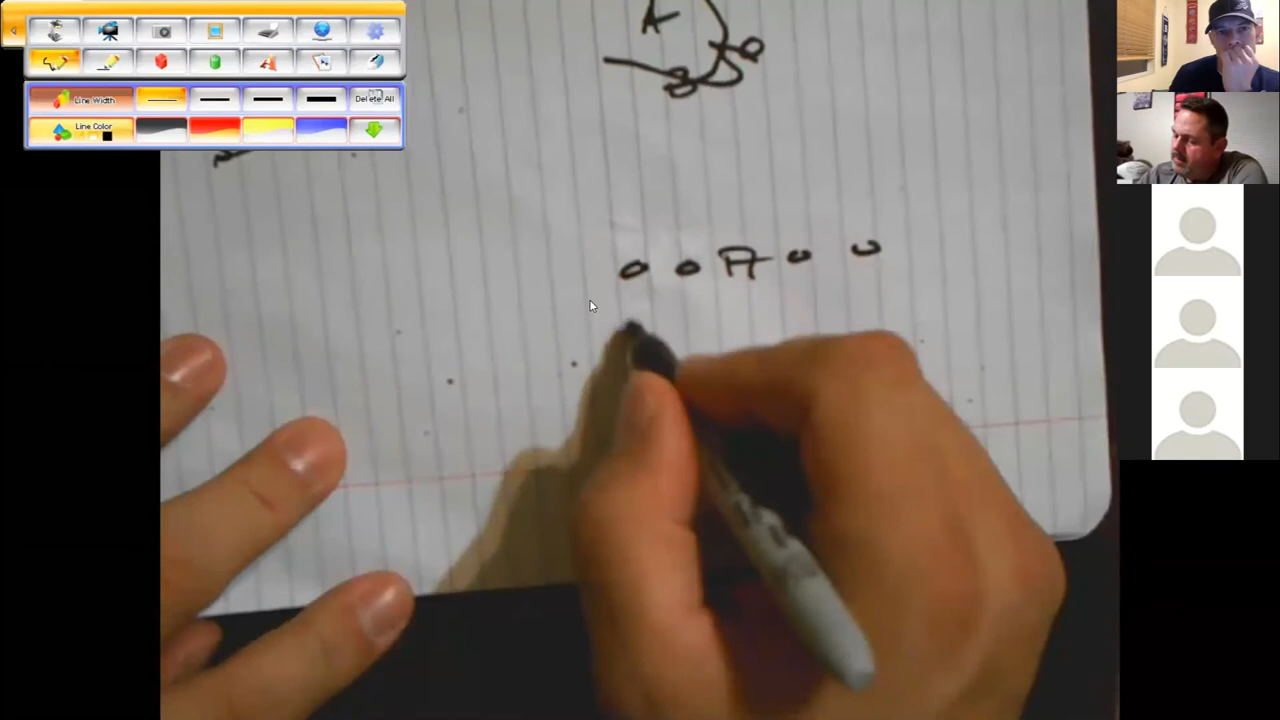 Line Width
Delete All
Line Color
A
B
o o A o o